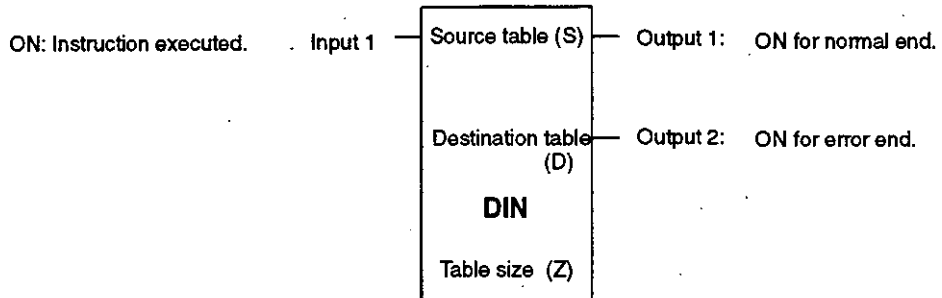 ON: Instruction executed. Input 1 Source table (S) Output 1: ON for normal end.
Destination table Output 2: ON for error end.
(D)
DIN
Table size (Z)